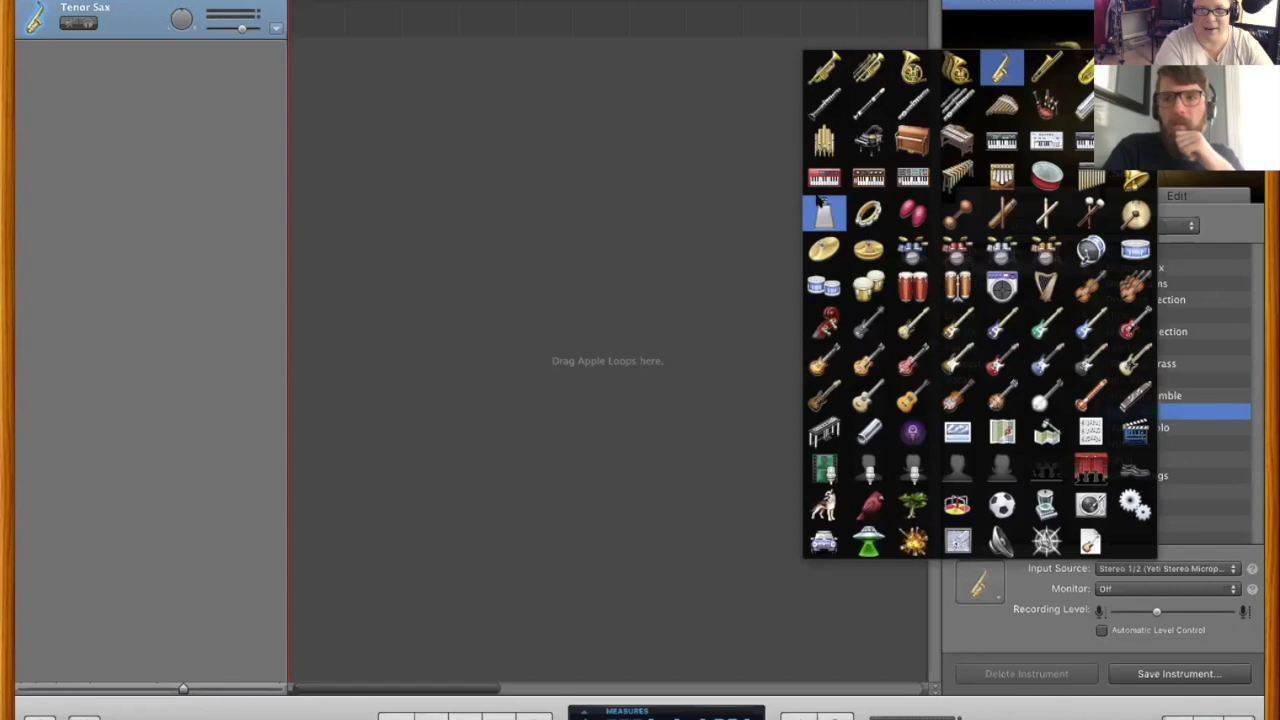 Tenor Sax
Edit
Drag Apple Loops here.
Input Source: Stereo 1/2 (Yeti Stereo Microp...
Monitor: Off
Recording Level:
Automatic Level Control
Delete Instrument
Save Instrument...
MEASURES